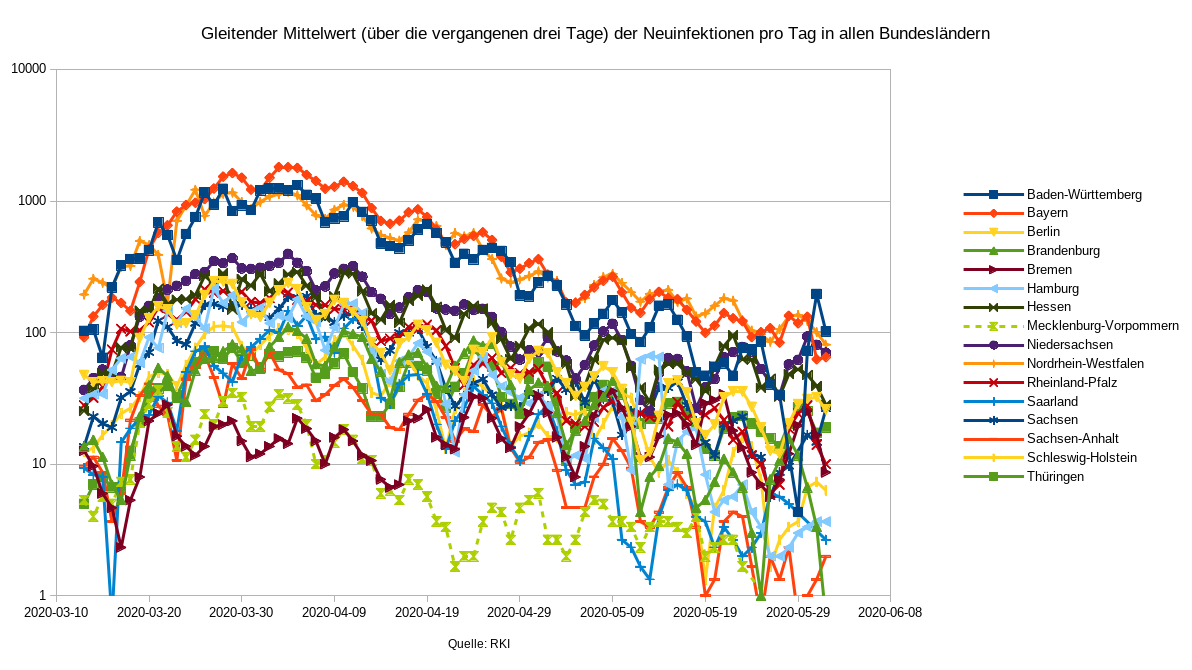 Gleitender Mittelwert (über die vergangenen drei Tage) der Neuinfektionen pro Tag in allen Bundesländern
10000
1000
100
10
1
2020-03-10 2020-03-20 2020-03-30 2020-04-09 2020-04-19 2020-04-29 2020-05-09 2020-05-19 2020-05-29 2020-06-08
Quelle: RKI
Baden-Württemberg
Bayern
Berlin
Brandenburg
Bremen
Hamburg
Hessen
Mecklenburg-Vorpommern
Niedersachsen
Nordrhein-Westfalen
Rheinland-Pfalz
Saarland
Sachsen
Sachsen-Anhalt
Schleswig-Holstein
Thüringen